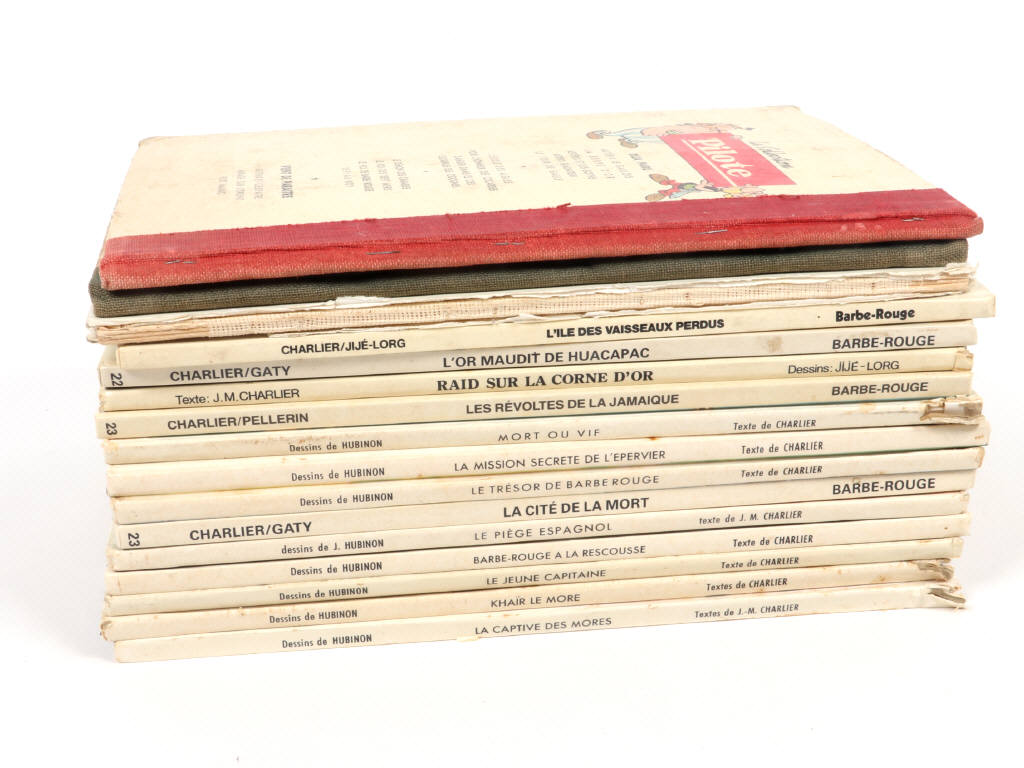 Pilote
L'ILE DES VAISSEAUX PERDUS
Barbe-Rouge
CHARLIER/JIJÉ-LORG
22 CHARLIER/GATY L'OR MAUDIT DE HUACAPAC BARBE-ROUGE
Texte: J.M.CHARLIER RAID SUR LA CORNE D'OR Dessins: JIJÉ-LORG
23 CHARLIER/PELLERIN LES RÉVOLTES DE LA JAMAIQUE BARBE-ROUGE
Dessins de HUBINON MORT OU VIF Texte de CHARLIER
Dessins de HUBINON LA MISSION SECRETE DE L'EPERVIER Texte de CHARLIER
Dessins de HUBINON LE TRÉSOR DE BARBE ROUGE Texte de CHARLIER
23 CHARLIER/GATY LA CITÉ DE LA MORT BARBE-ROUGE
dessins de J. HUBINON LE PIÈGE ESPAGNOL texte de J. M. CHARLIER
Dessins de HUBINON BARBE-ROUGE A LA RESCOUSSE Texte de CHARLIER
Dessins de HUBINON LE JEUNE CAPITAINE Texte de CHARLIER
Dessins de HUBINON KHAÏR LE MORE Textes de CHARLIER
Dessins de HUBINON LA CAPTIVE DES MORES Textes de J.-M. CHARLIER